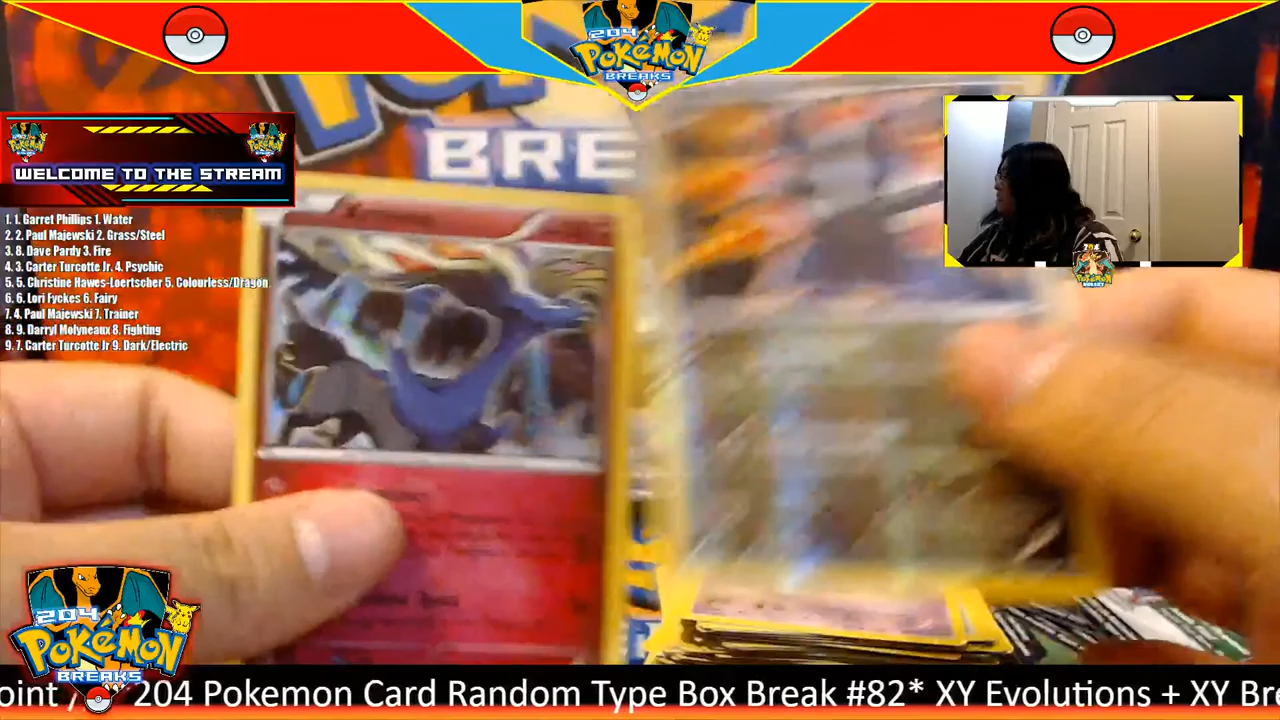 204
POKÉMON
BREAKS
BRE
WELCOME TO THE STREAM
1. 1. Garret Phillips 1. Water
2. 2. Paul Majewski 2. Grass/Steel
3. 8. Dave Pardy 3. Fire
4. 3. Carter Turcotte Jr. 4. Psychic
5. 5. Christine Hawes-Loertscher 5. Colourless/Dragon
6. 6. Lori Fyckes 6. Fairy
7. 4. Paul Majewski 7. Trainer
8. 9. Darryl Molyneaux 8. Fighting
9. 7. Carter Turcotte Jr 9. Dark/Electric
204
POKÉMON
BREAKS
oint / 204 Pokemon Card Random Type Box Break #82* XY Evolutions + XY Bre